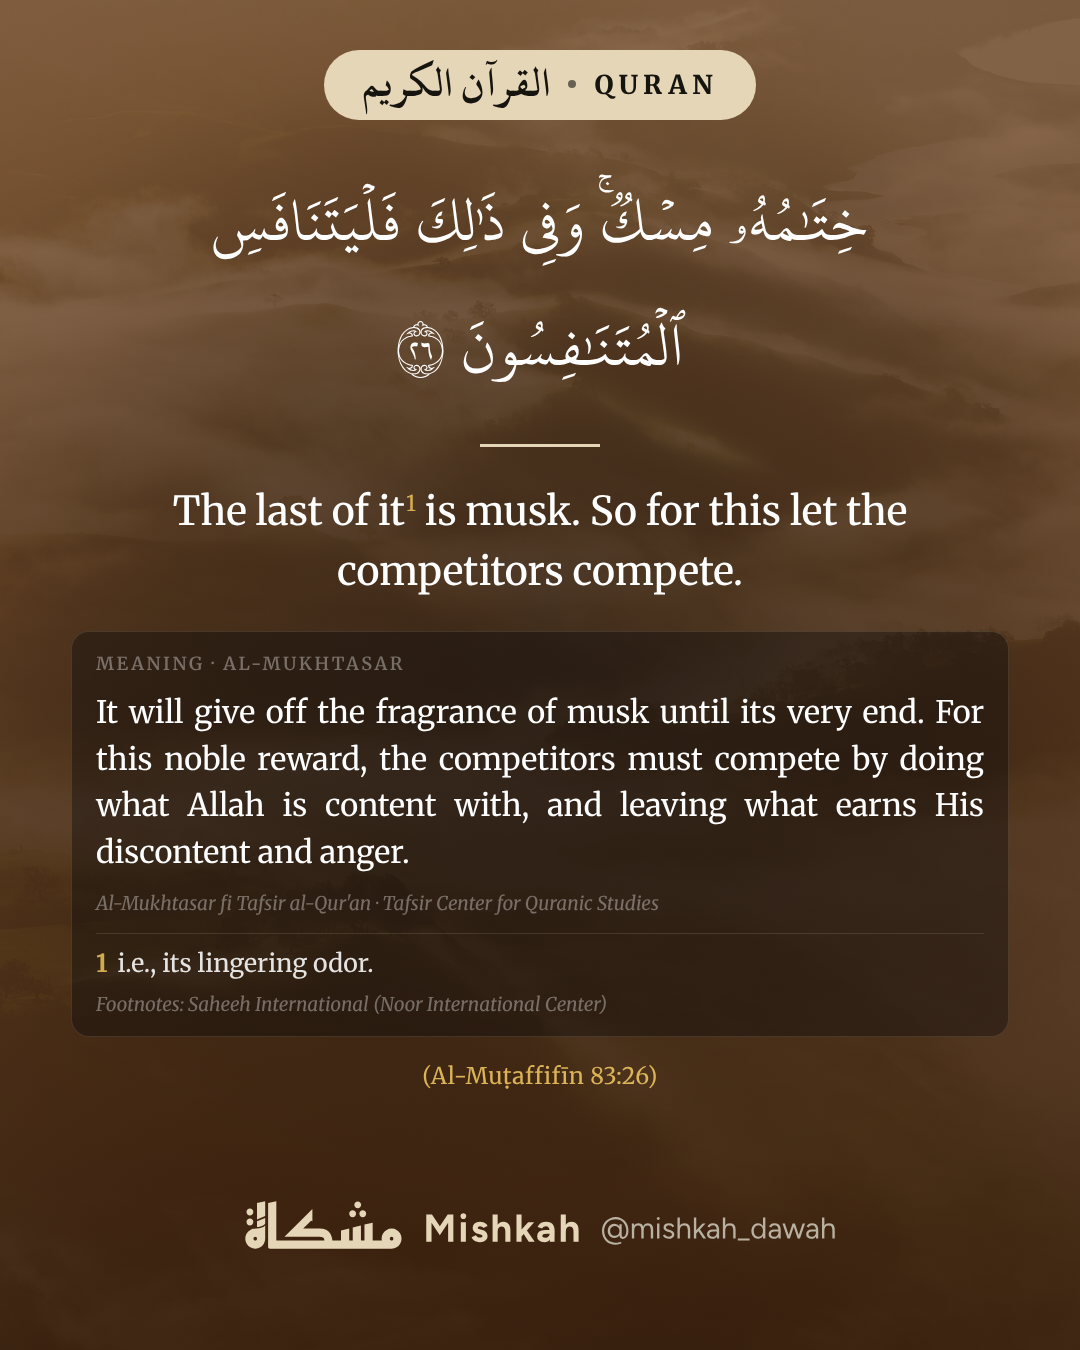 القرآن الكريم • QURAN
خِتَـٰمُهُۥ مِسْكٌۭ ۚ وَفِى ذَٰلِكَ فَلْيَتَنَافَسِ
ٱلْمُتَنَـٰفِسُونَ ٢٦
The last of it1 is musk. So for this let the
competitors compete.
MEANING · AL-MUKHTASAR
It will give off the fragrance of musk until its very end. For
this noble reward, the competitors must compete by doing
what Allah is content with, and leaving what earns His
discontent and anger.
Al-Mukhtasar fi Tafsir al-Qur'an · Tafsir Center for Quranic Studies
1 i.e., its lingering odor.
Footnotes: Saheeh International (Noor International Center)
(Al-Muṭaffifīn 83:26)
مشكاة Mishkah @mishkah_dawah